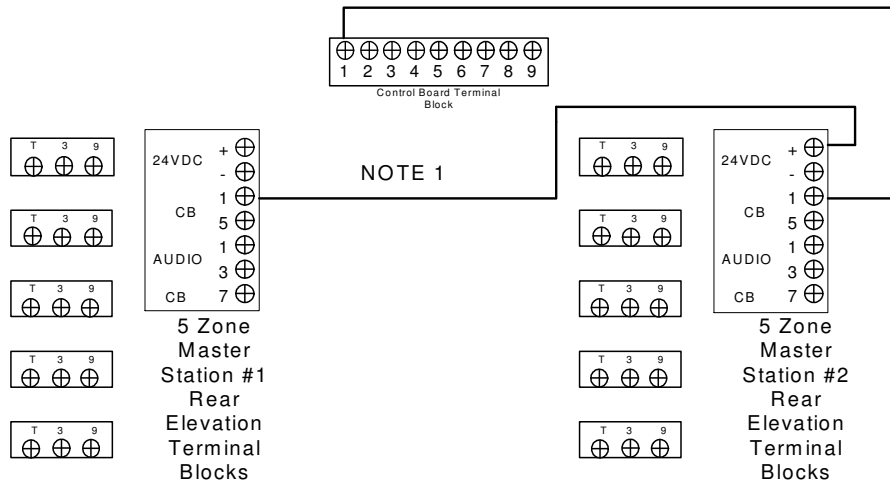 1 2 3 4 5 6 7 8 9
Control Board Terminal
Block
NOTE 1
T 3 9
T 3 9
T 3 9
T 3 9
T 3 9
24VDC
+
-
1
CB
5
1
AUDIO
3
CB
7
5 Zone
Master
Station #1
Rear
Elevation
Terminal
Blocks
T 3 9
T 3 9
T 3 9
T 3 9
T 3 9
24VDC
+
-
1
CB
5
1
AUDIO
3
CB
7
5 Zone
Master
Station #2
Rear
Elevation
Terminal
Blocks